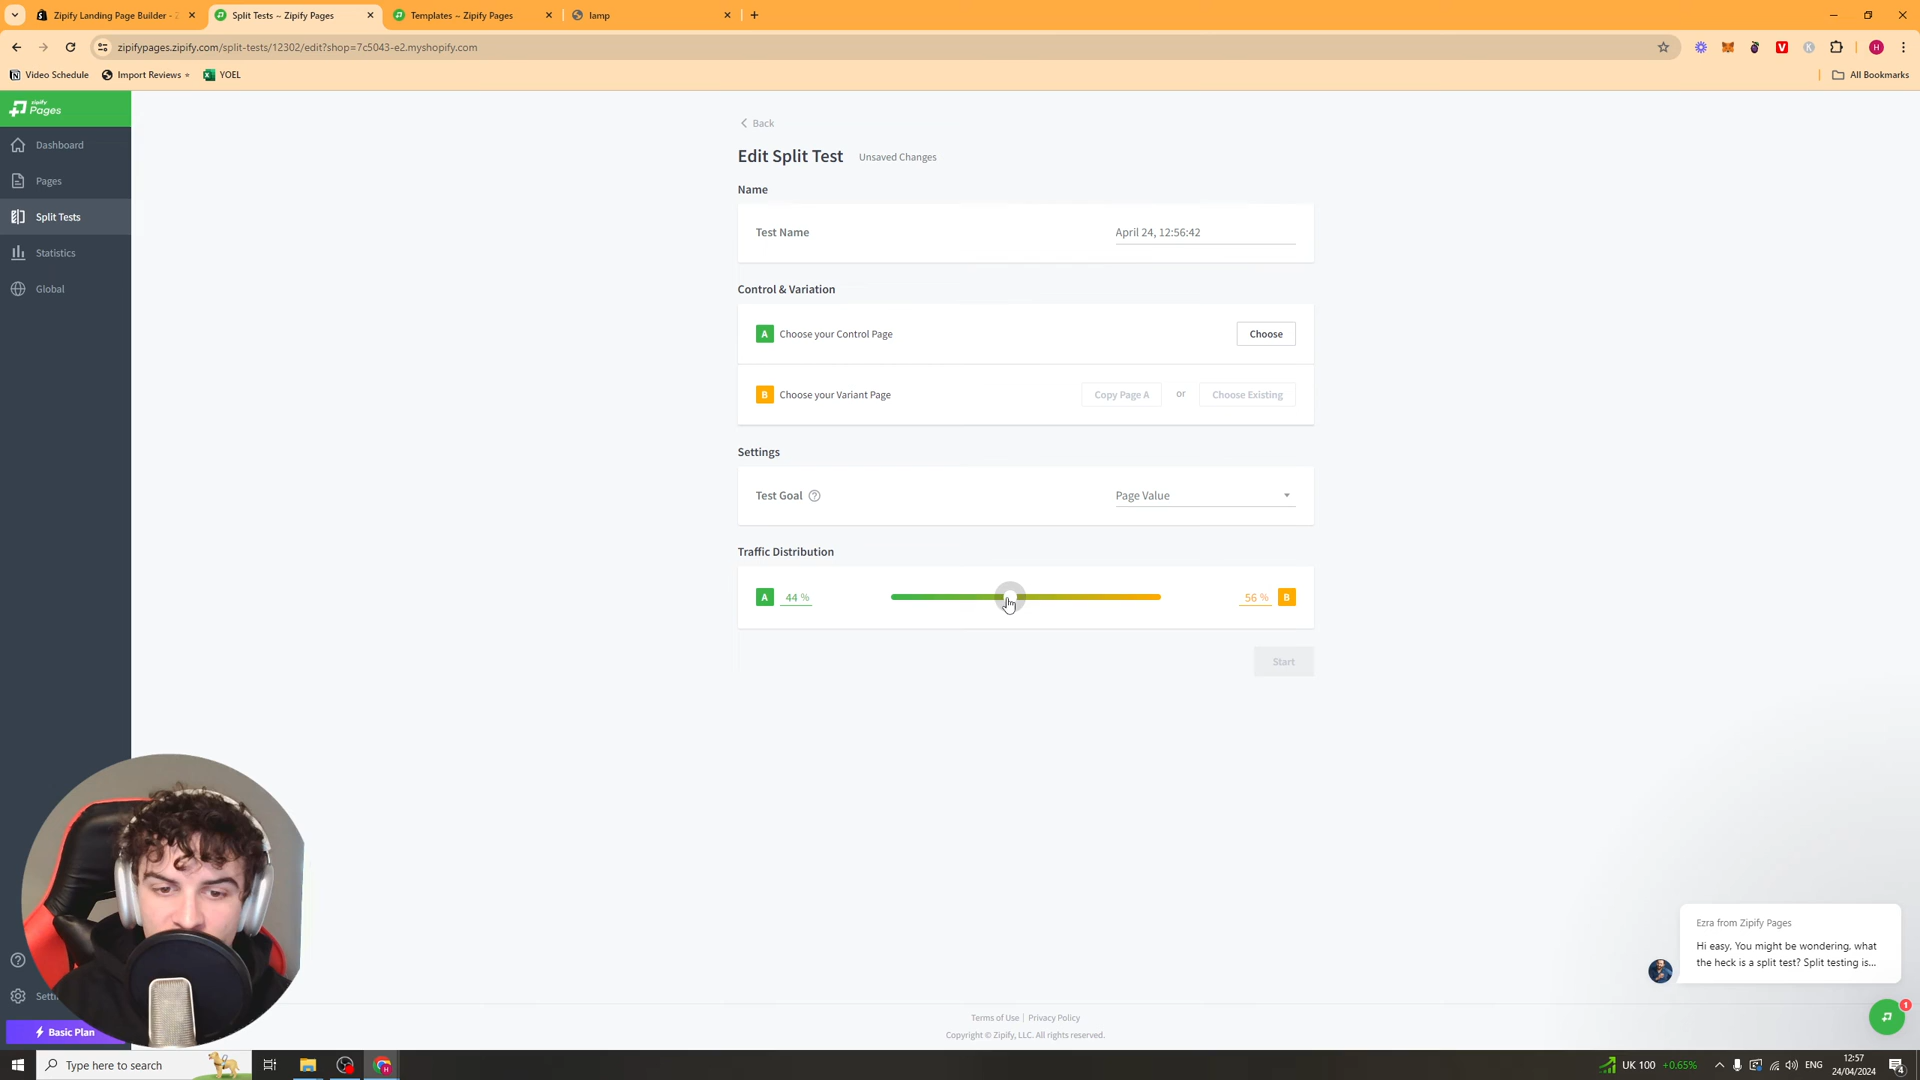 Zipify Landing Page Builder - Z
Split Tests ~ Zipify Pages
Templates ~ Zipify Pages
lamp
zipifypages.zipify.com/split-tests/12302/edit?shop=7c5043-e2.myshopify.com
H
Video Schedule
Import Reviews
YOEL
All Bookmarks
zipify
Pages
Dashboard
Pages
Split Tests
Statistics
Global
Back
Edit Split Test
Unsaved Changes
Name
Test Name
April 24, 12:56:42
Control & Variation
A Choose your Control Page
Choose
B Choose your Variant Page
Copy Page A
or
Choose Existing
Settings
Test Goal ?
Page Value
Traffic Distribution
A 44 %
56 % B
Start
Ezra from Zipify Pages
Hi easy, You might be wondering, what
the heck is a split test? Split testing is...
1
Basic Plan
Terms of Use | Privacy Policy
Copyright © Zipify, LLC. All rights reserved.
Type here to search
UK 100 +0.65%
ENG
12:57
24/04/2024
4